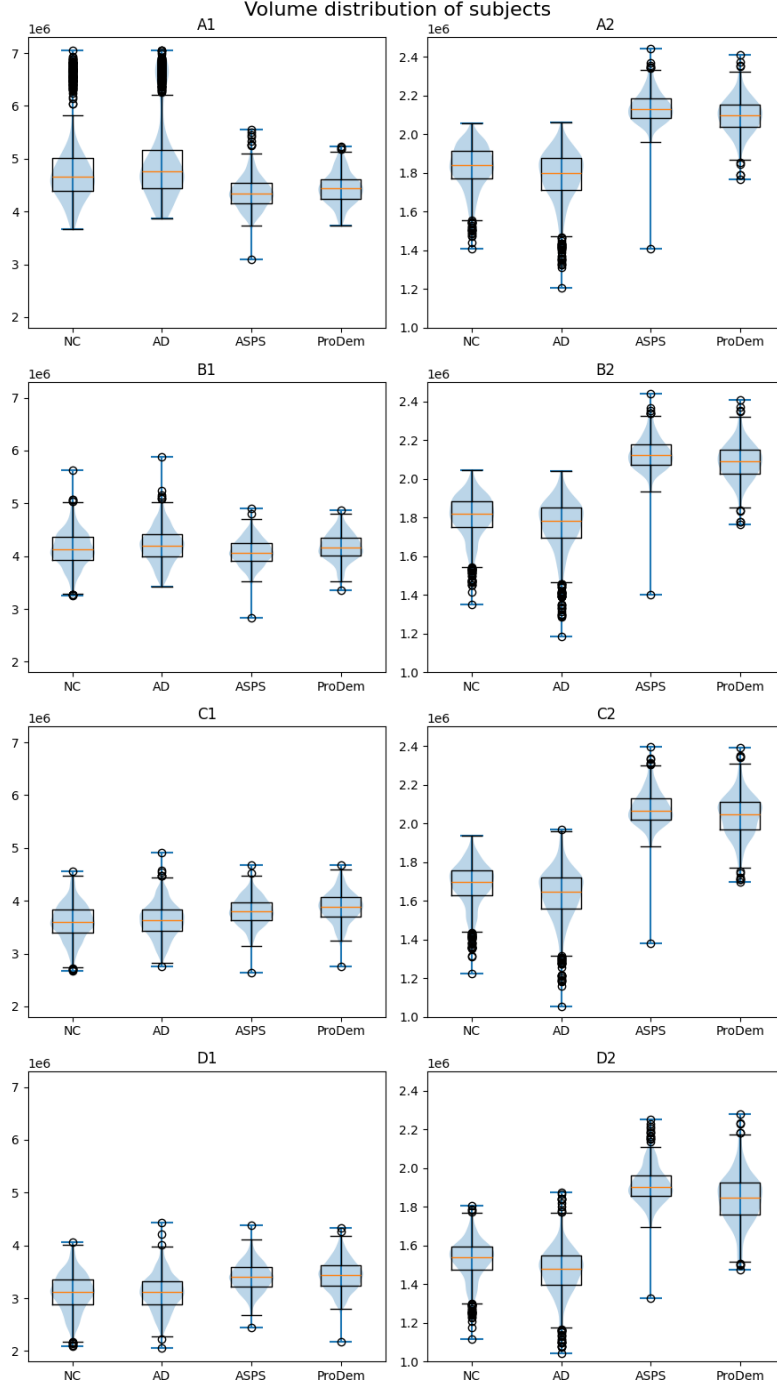 Volume distribution of subjects
A1
A2
1e6
7
6
5
4
3
2
NC
AD
ASPS
ProDem
1e6
2.4
2.2
2.0
1.8
1.6
1.4
1.2
1.0
NC
AD
ASPS
ProDem
B1
B2
1e6
7
6
5
4
3
2
NC
AD
ASPS
ProDem
1e6
2.4
2.2
2.0
1.8
1.6
1.4
1.2
1.0
NC
AD
ASPS
ProDem
C1
C2
1e6
7
6
5
4
3
2
NC
AD
ASPS
ProDem
1e6
2.4
2.2
2.0
1.8
1.6
1.4
1.2
1.0
NC
AD
ASPS
ProDem
D1
D2
1e6
7
6
5
4
3
2
NC
AD
ASPS
ProDem
1e6
2.4
2.2
2.0
1.8
1.6
1.4
1.2
1.0
NC
AD
ASPS
ProDem